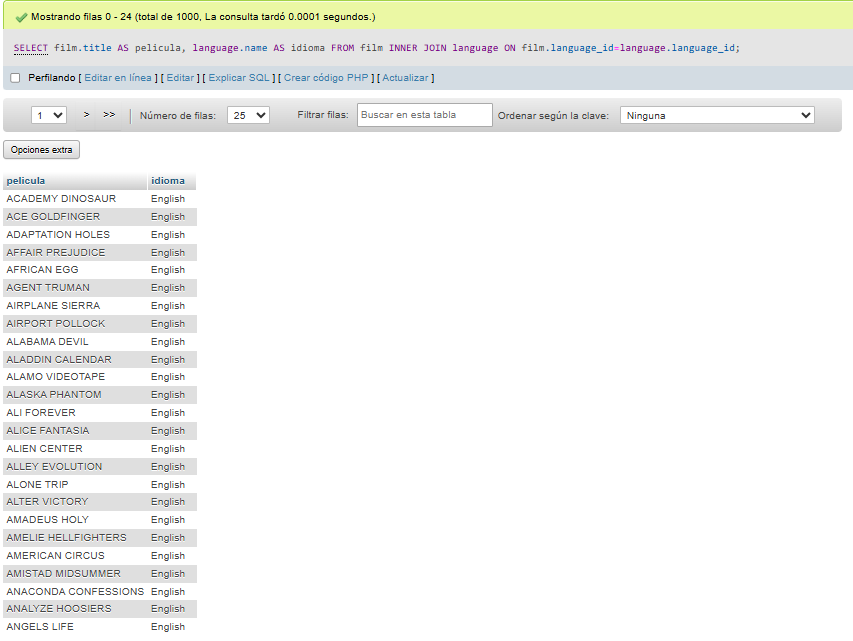 Mostrando filas 0 - 24 (total de 1000, La consulta tardó 0.0001 segundos.)
SELECT film.title AS pelicula, language.name AS idioma FROM film INNER JOIN language ON film.language_id=language.language_id;
Perfilando [ Editar en línea ] [ Editar ] [ Explicar SQL ] [ Crear código PHP ] [ Actualizar ]
1 > >> | Número de filas: 25 Filtrar filas: Buscar en esta tabla Ordenar según la clave: Ninguna
Opciones extra
pelicula idioma
ACADEMY DINOSAUR English
ACE GOLDFINGER English
ADAPTATION HOLES English
AFFAIR PREJUDICE English
AFRICAN EGG English
AGENT TRUMAN English
AIRPLANE SIERRA English
AIRPORT POLLOCK English
ALABAMA DEVIL English
ALADDIN CALENDAR English
ALAMO VIDEOTAPE English
ALASKA PHANTOM English
ALI FOREVER English
ALICE FANTASIA English
ALIEN CENTER English
ALLEY EVOLUTION English
ALONE TRIP English
ALTER VICTORY English
AMADEUS HOLY English
AMELIE HELLFIGHTERS English
AMERICAN CIRCUS English
AMISTAD MIDSUMMER English
ANACONDA CONFESSIONS English
ANALYZE HOOSIERS English
ANGELS LIFE English